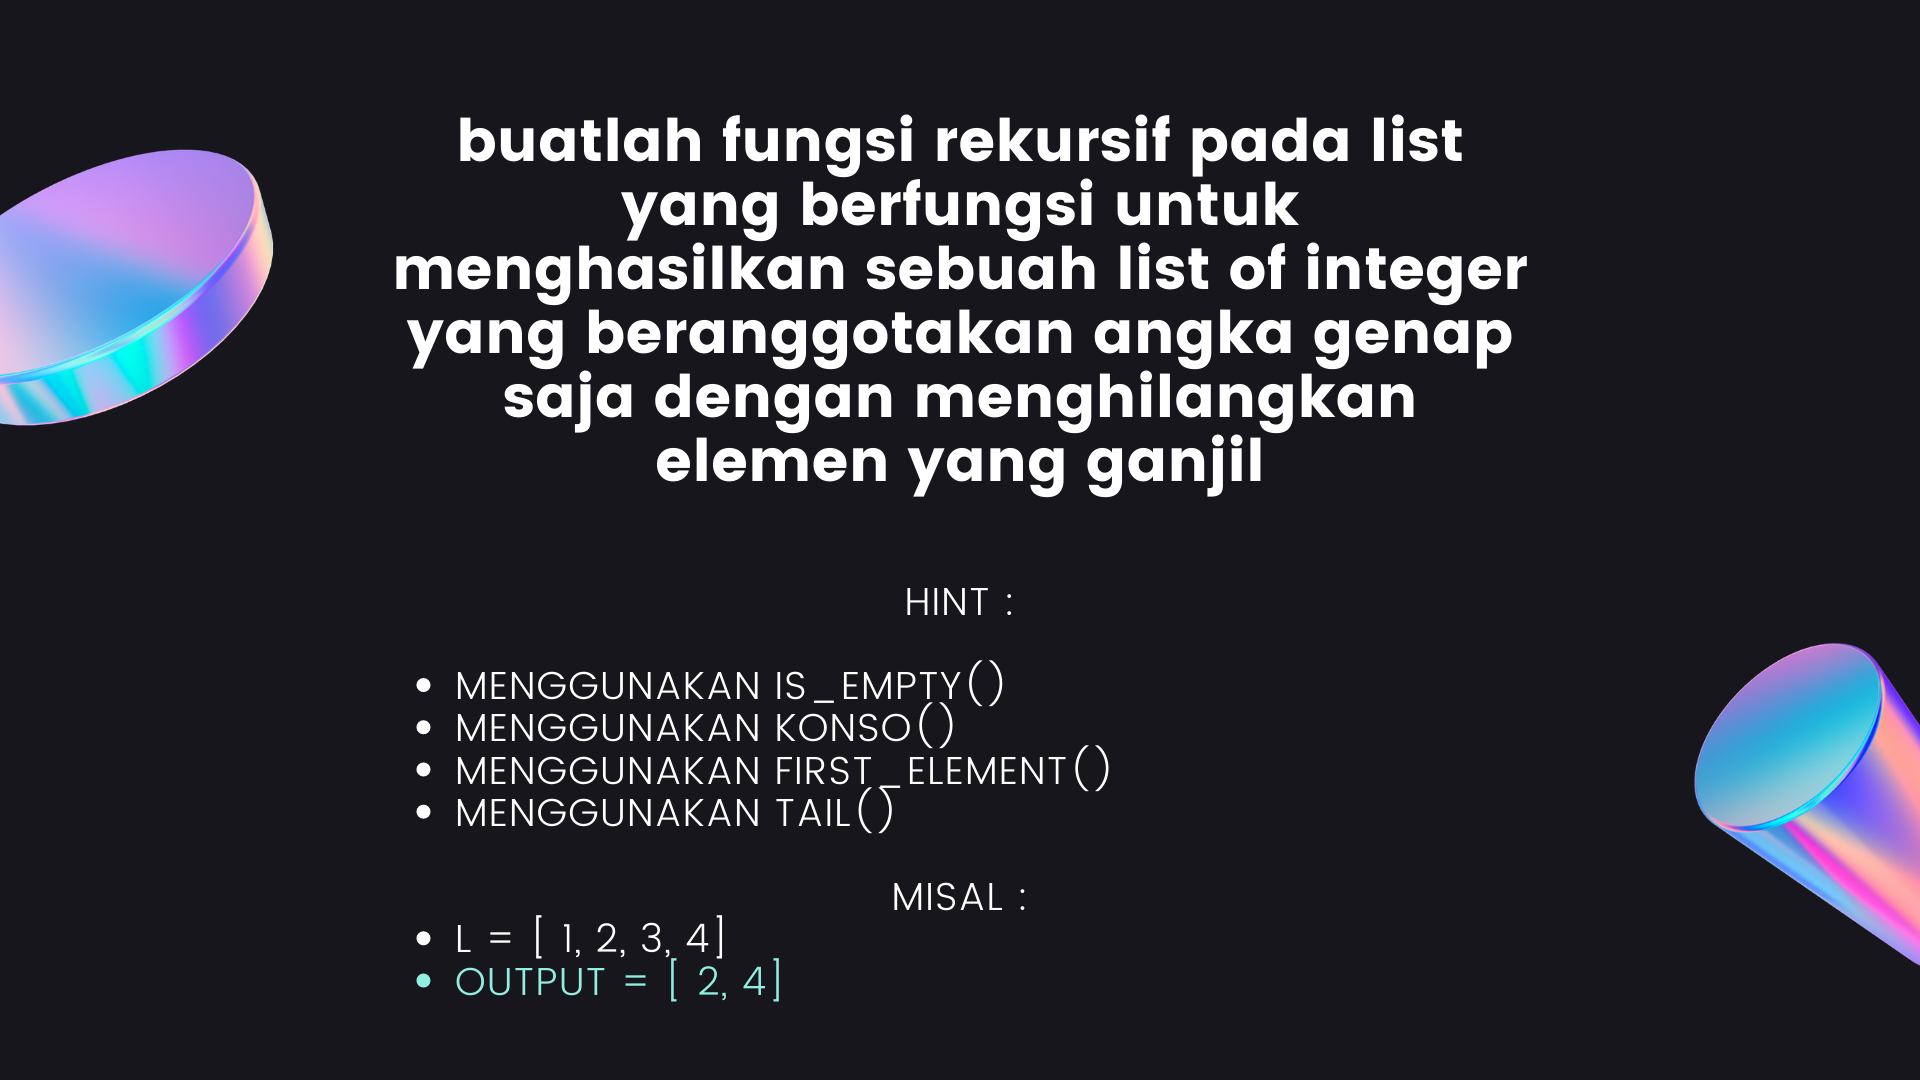 buatlah fungsi rekursif pada list
yang berfungsi untuk
menghasilkan sebuah list of integer
yang beranggotakan angka genap
saja dengan menghilangkan
elemen yang ganjil
HINT :
• MENGGUNAKAN IS_EMPTY()
• MENGGUNAKAN KONSO()
• MENGGUNAKAN FIRST_ELEMENT()
• MENGGUNAKAN TAIL()
MISAL :
• L = [ 1, 2, 3, 4]
• OUTPUT = [ 2, 4]